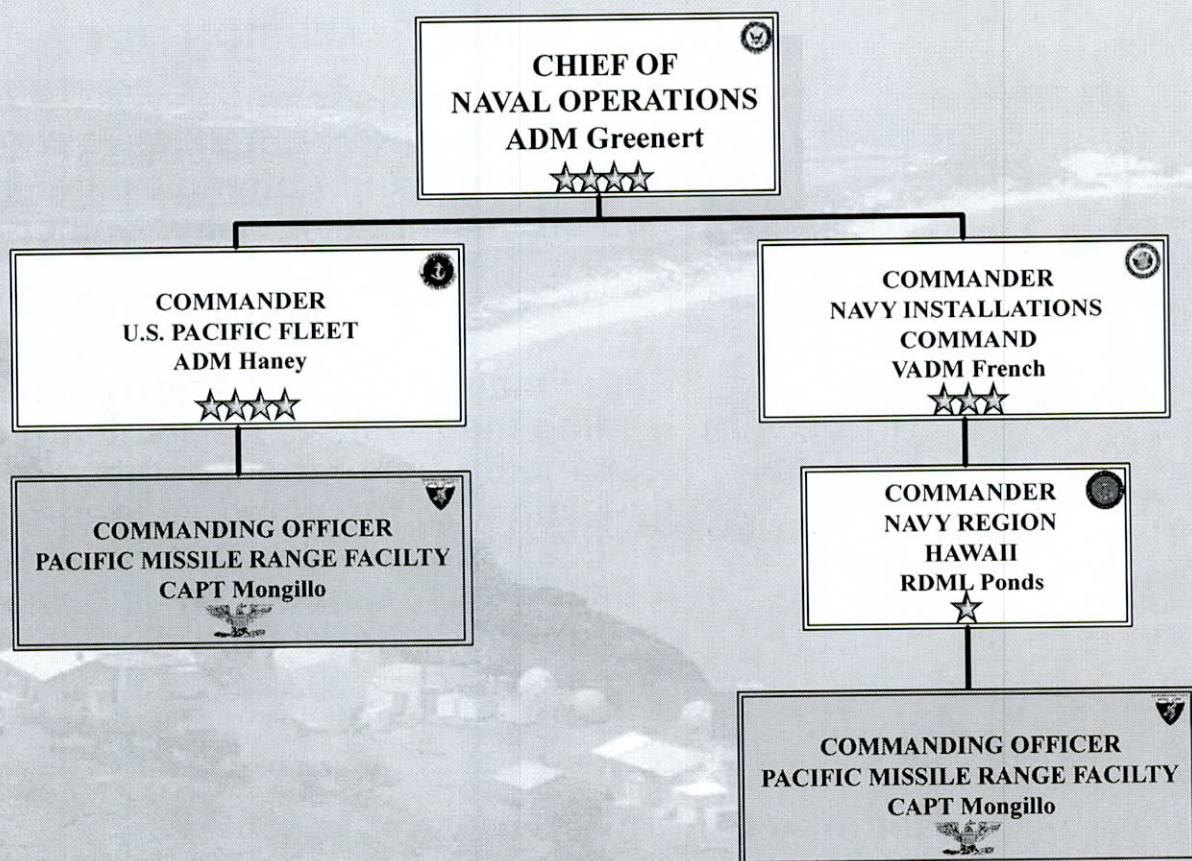 CHIEF OF
NAVAL OPERATIONS
ADM Greenert
COMMANDER
U.S. PACIFIC FLEET
ADM Haney
COMMANDER
NAVY INSTALLATIONS
COMMAND
VADM French
COMMANDING OFFICER
PACIFIC MISSILE RANGE FACILTY
CAPT Mongillo
COMMANDER
NAVY REGION
HAWAII
RDML Ponds
COMMANDING OFFICER
PACIFIC MISSILE RANGE FACILTY
CAPT Mongillo